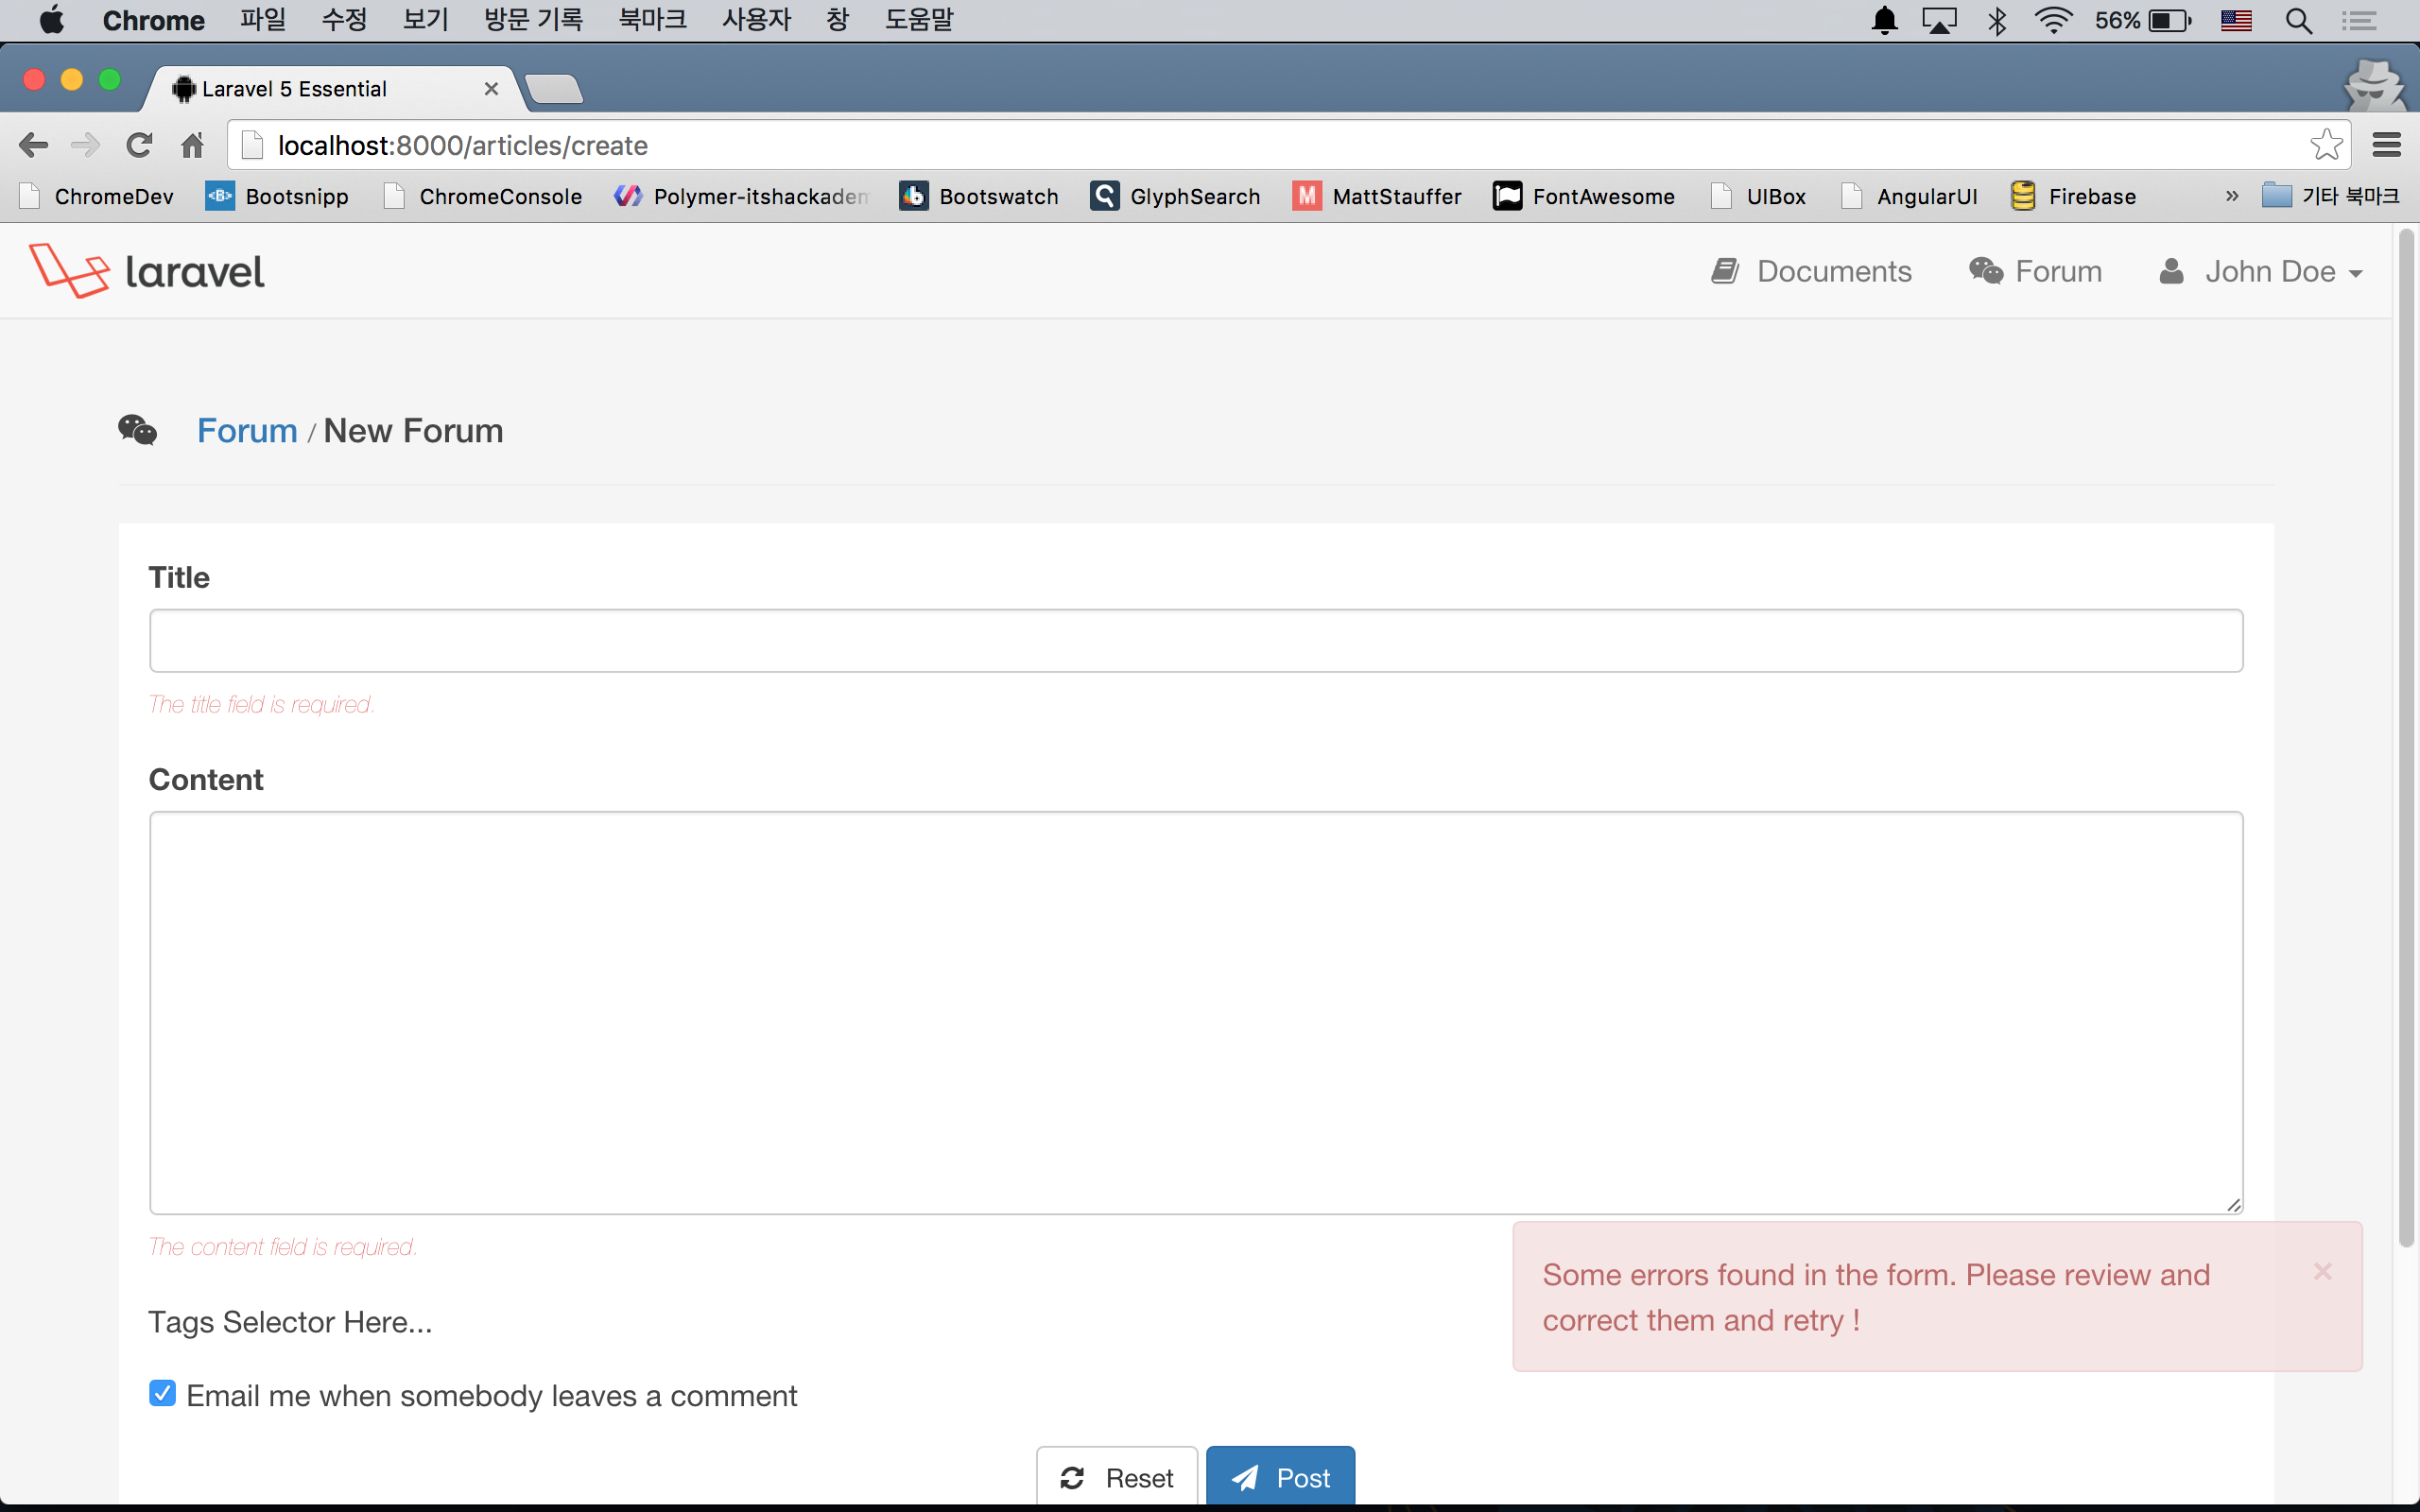 Chrome 파일 수정 보기 방문 기록 북마크 사용자 창 도움말 56%
Laravel 5 Essential
localhost:8000/articles/create
ChromeDev Bootsnipp ChromeConsole Polymer-itshackadem Bootswatch GlyphSearch MattStauffer FontAwesome UIBox AngularUI Firebase » 기타 북마크
laravel Documents Forum John Doe
Forum / New Forum
Title
The title field is required.
Content
The content field is required.
Some errors found in the form. Please review and
correct them and retry !
Tags Selector Here...
Email me when somebody leaves a comment
Reset Post